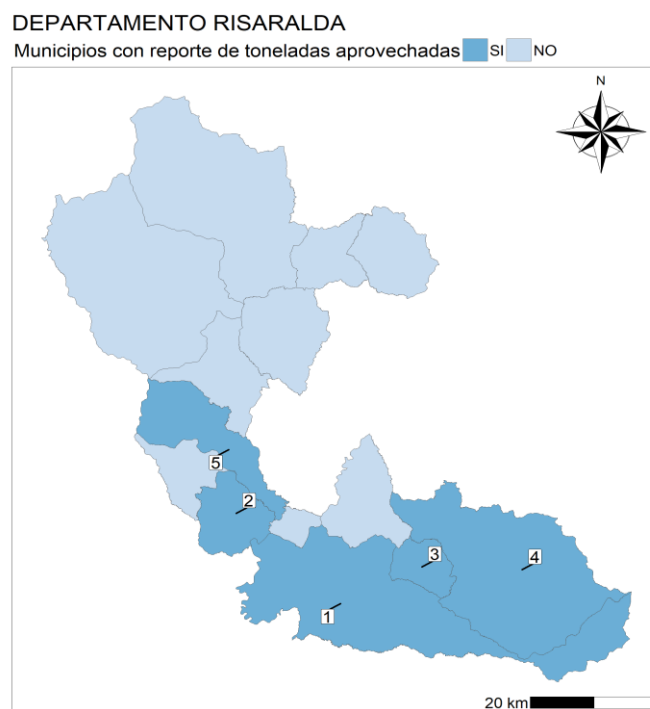 DEPARTAMENTO RISARALDA
Municipios con reporte de toneladas aprovechadas SI NO
N
5
2
3
4
1
20 km